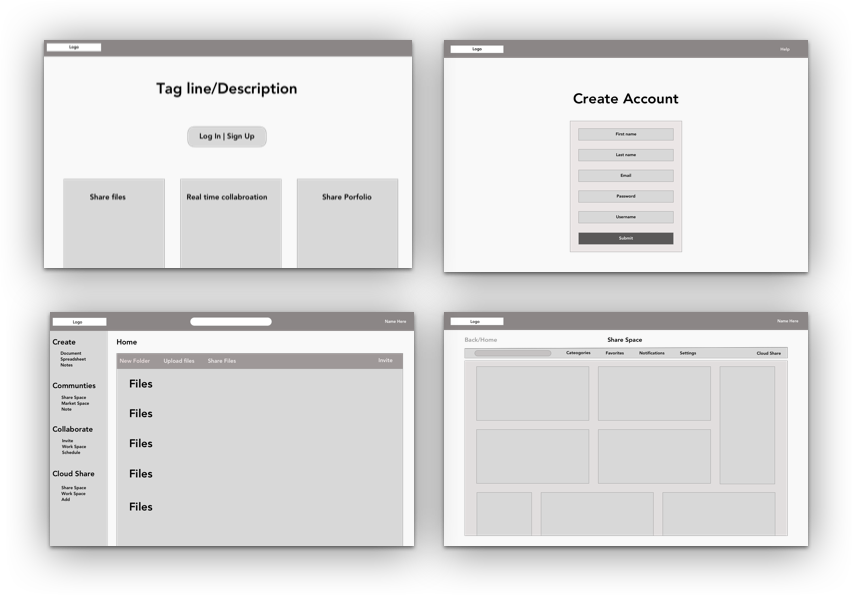 Logo
Tag line/Description
Log In | Sign Up
Share files
Real time collabroation
Share Porfolio
Logo
Help
Create Account
First name
Last name
Email
Password
Username
Submit
Logo
Name Here
Create
Document
Spreadsheet
Notes
Communties
Share Space
Market Space
Note
Collaborate
Invite
Work Space
Schedule
Cloud Share
Share Space
Work Space
Add
Home
New Folder
Upload files
Share Files
Invite
Files
Files
Files
Files
Files
Logo
Name Here
Back/Home
Share Space
Cateogories
Favorites
Notifications
Settings
Cloud Share